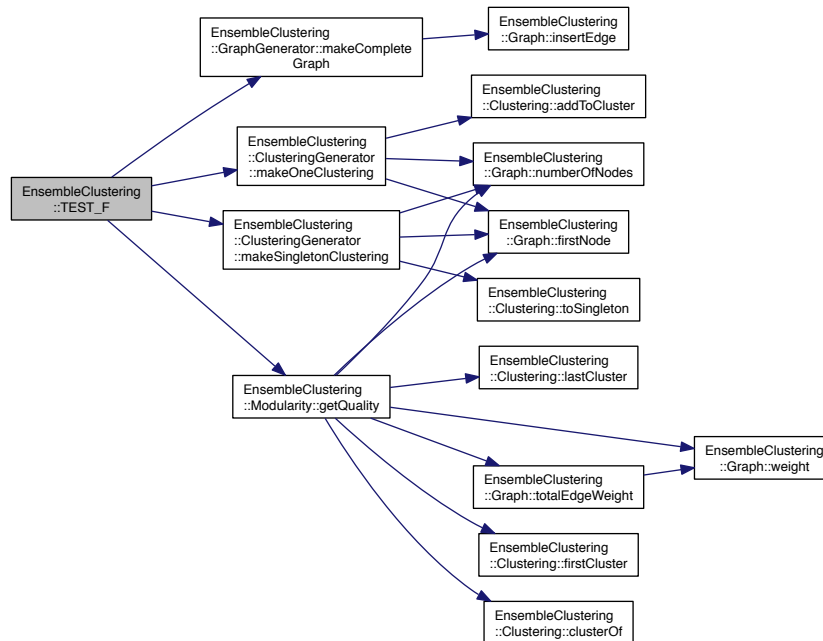 EnsembleClustering
::TEST_F
EnsembleClustering
::GraphGenerator::makeComplete
Graph
EnsembleClustering
::Graph::insertEdge
EnsembleClustering
::ClusteringGenerator
::makeOneClustering
EnsembleClustering
::Clustering::addToCluster
EnsembleClustering
::Graph::numberOfNodes
EnsembleClustering
::ClusteringGenerator
::makeSingletonClustering
EnsembleClustering
::Graph::firstNode
EnsembleClustering
::Clustering::toSingleton
EnsembleClustering
::Modularity::getQuality
EnsembleClustering
::Clustering::lastCluster
EnsembleClustering
::Graph::weight
EnsembleClustering
::Graph::totalEdgeWeight
EnsembleClustering
::Clustering::firstCluster
EnsembleClustering
::Clustering::clusterOf